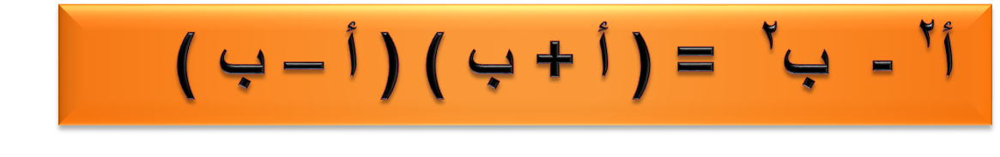 أ٢ - ب٢ = ( أ + ب ) ( أ – ب )